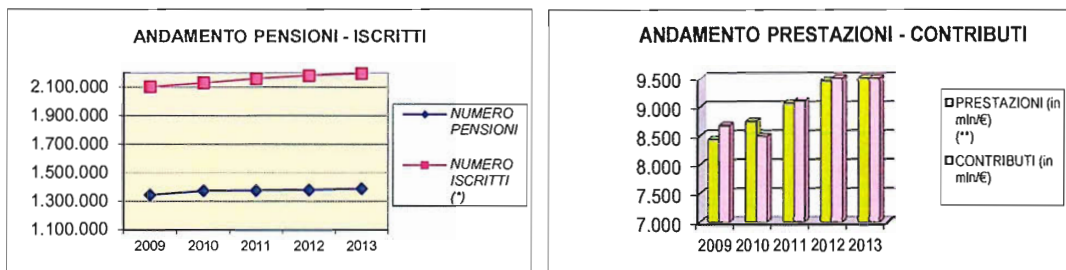 ANDAMENTO PENSIONI - ISCRITTI
2.100.000
1.900.000
1.700.000
1.500.000
1.300.000
1.100.000
2009 2010 2011 2012 2013
NUMERO
PENSIONI
NUMERO
ISCRITTI
(*)
ANDAMENTO PRESTAZIONI - CONTRIBUTI
9.500
9.000
8.500
8.000
7.500
7.000
2009 2010 2011 2012 2013
PRESTAZIONI (in
mln/€)
(**)
CONTRIBUTI (in
mln/€)